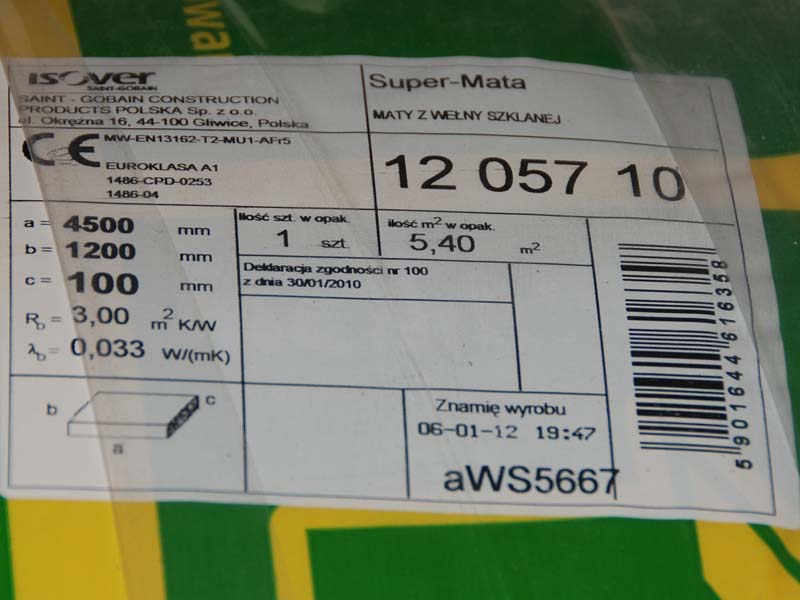 wa
isover
SAINT-GOBAIN
SAINT - GOBAIN CONSTRUCTION
PRODUCTS POLSKA Sp. z o.o.
ul. Okrężna 16, 44-100 Gliwice, Polska
Super-Mata
MATY Z WEŁNY SZKLANEJ
CE
MW-EN13162-T2-MU1-AFr5
EUROKLASA A1
1486-CPD-0253
1486-04
12 057 10
a = 4500 mm
b = 1200 mm
c = 100 mm
R_D = 3,00 m² K/W
λ_D = 0,033 W/(mK)
Ilość szt. w opak.
1 szt.
ilość m² w opak.
5,40 m²
Deklaracja zgodności nr 100
z dnia 30/01/2010
b
c
a
Znamię wyrobu
06-01-12 19:47
aWS5667
5901644616358